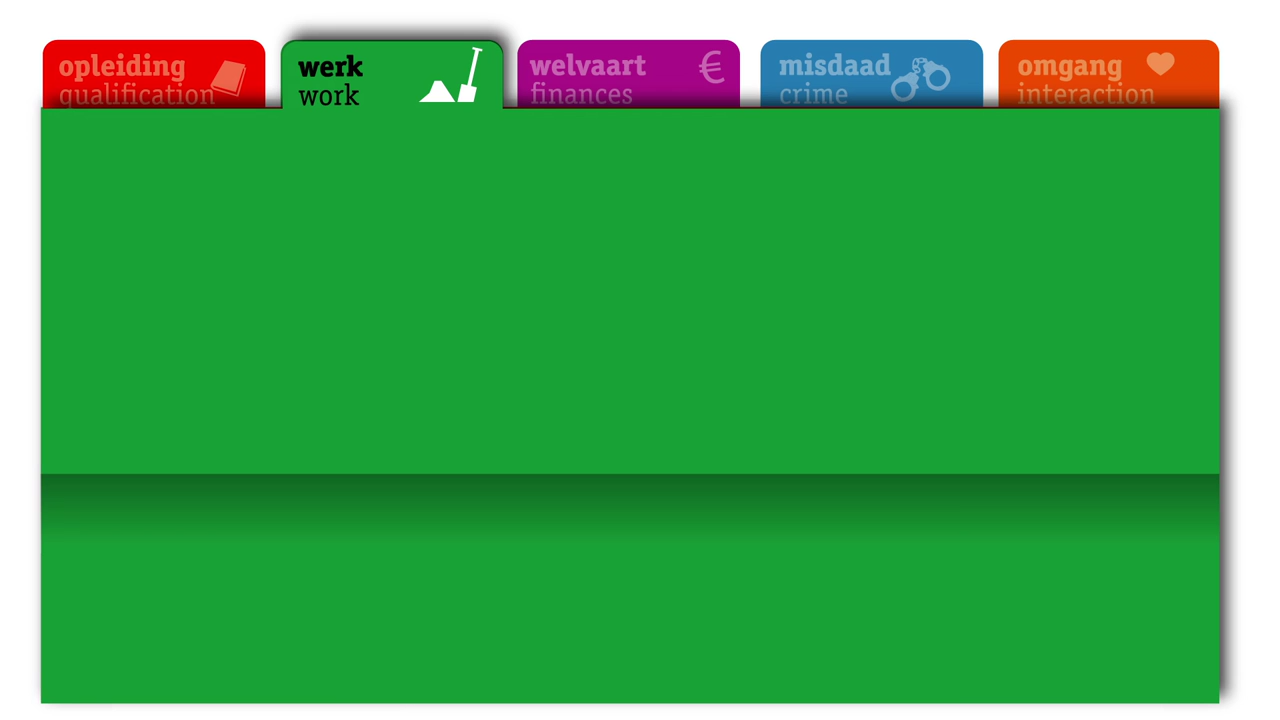 opleiding
qualification
werk
work
welvaart
finances
€
misdaad
crime
omgang
interaction